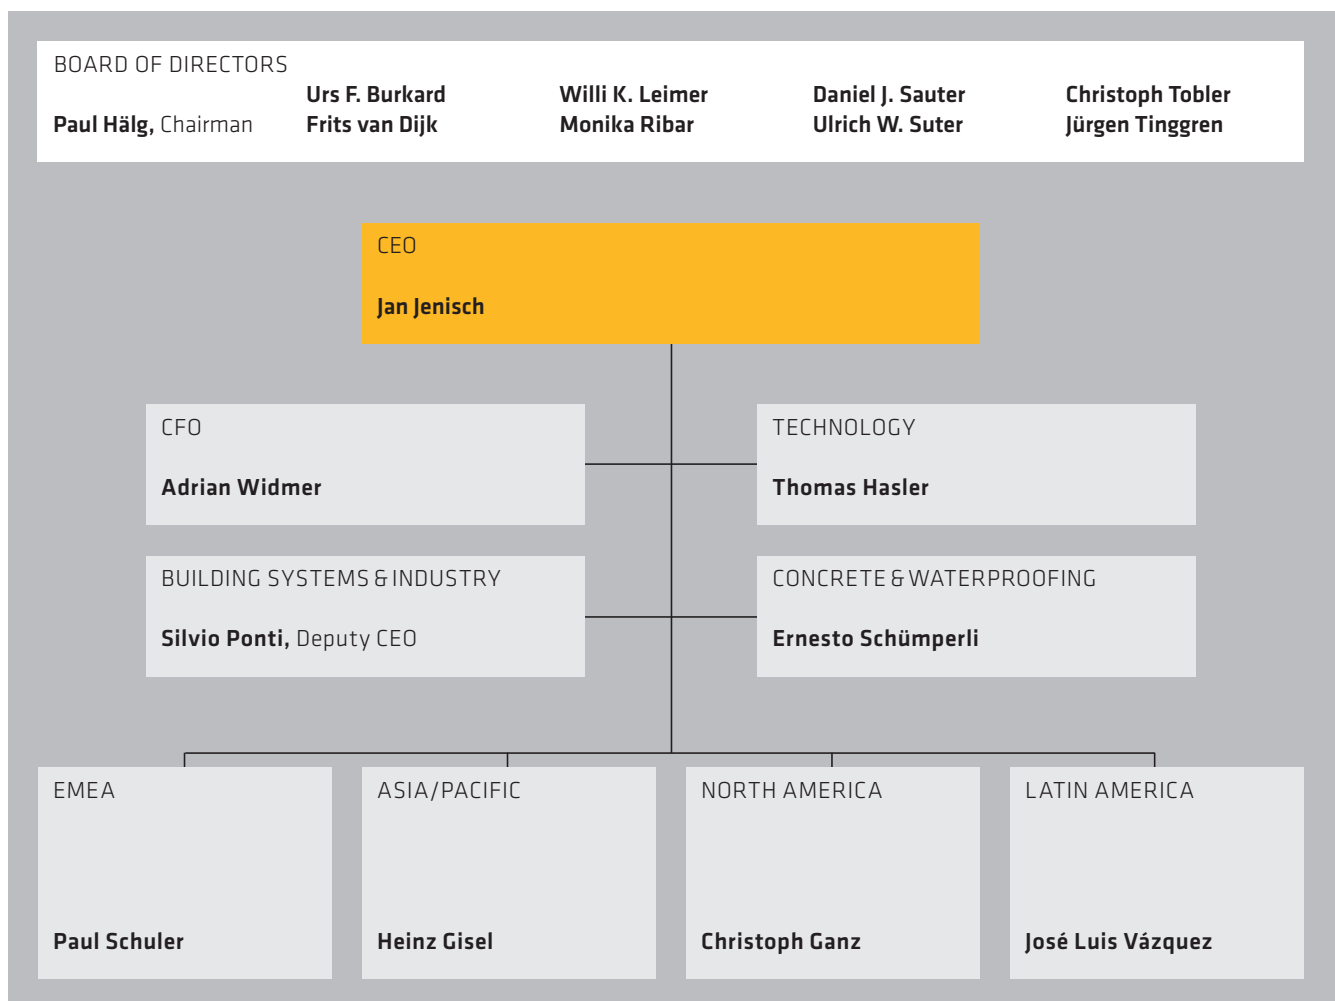 BOARD OF DIRECTORS
Urs F. Burkard Willi K. Leimer Daniel J. Sauter Christoph Tobler
Paul Hälg, Chairman Frits van Dijk Monika Ribar Ulrich W. Suter Jürgen Tinggren
CEO
Jan Jenisch
CFO
Adrian Widmer
TECHNOLOGY
Thomas Hasler
BUILDING SYSTEMS & INDUSTRY
Silvio Ponti, Deputy CEO
CONCRETE & WATERPROOFING
Ernesto Schümperli
EMEA
Paul Schuler
ASIA/PACIFIC
Heinz Gisel
NORTH AMERICA
Christoph Ganz
LATIN AMERICA
José Luis Vázquez